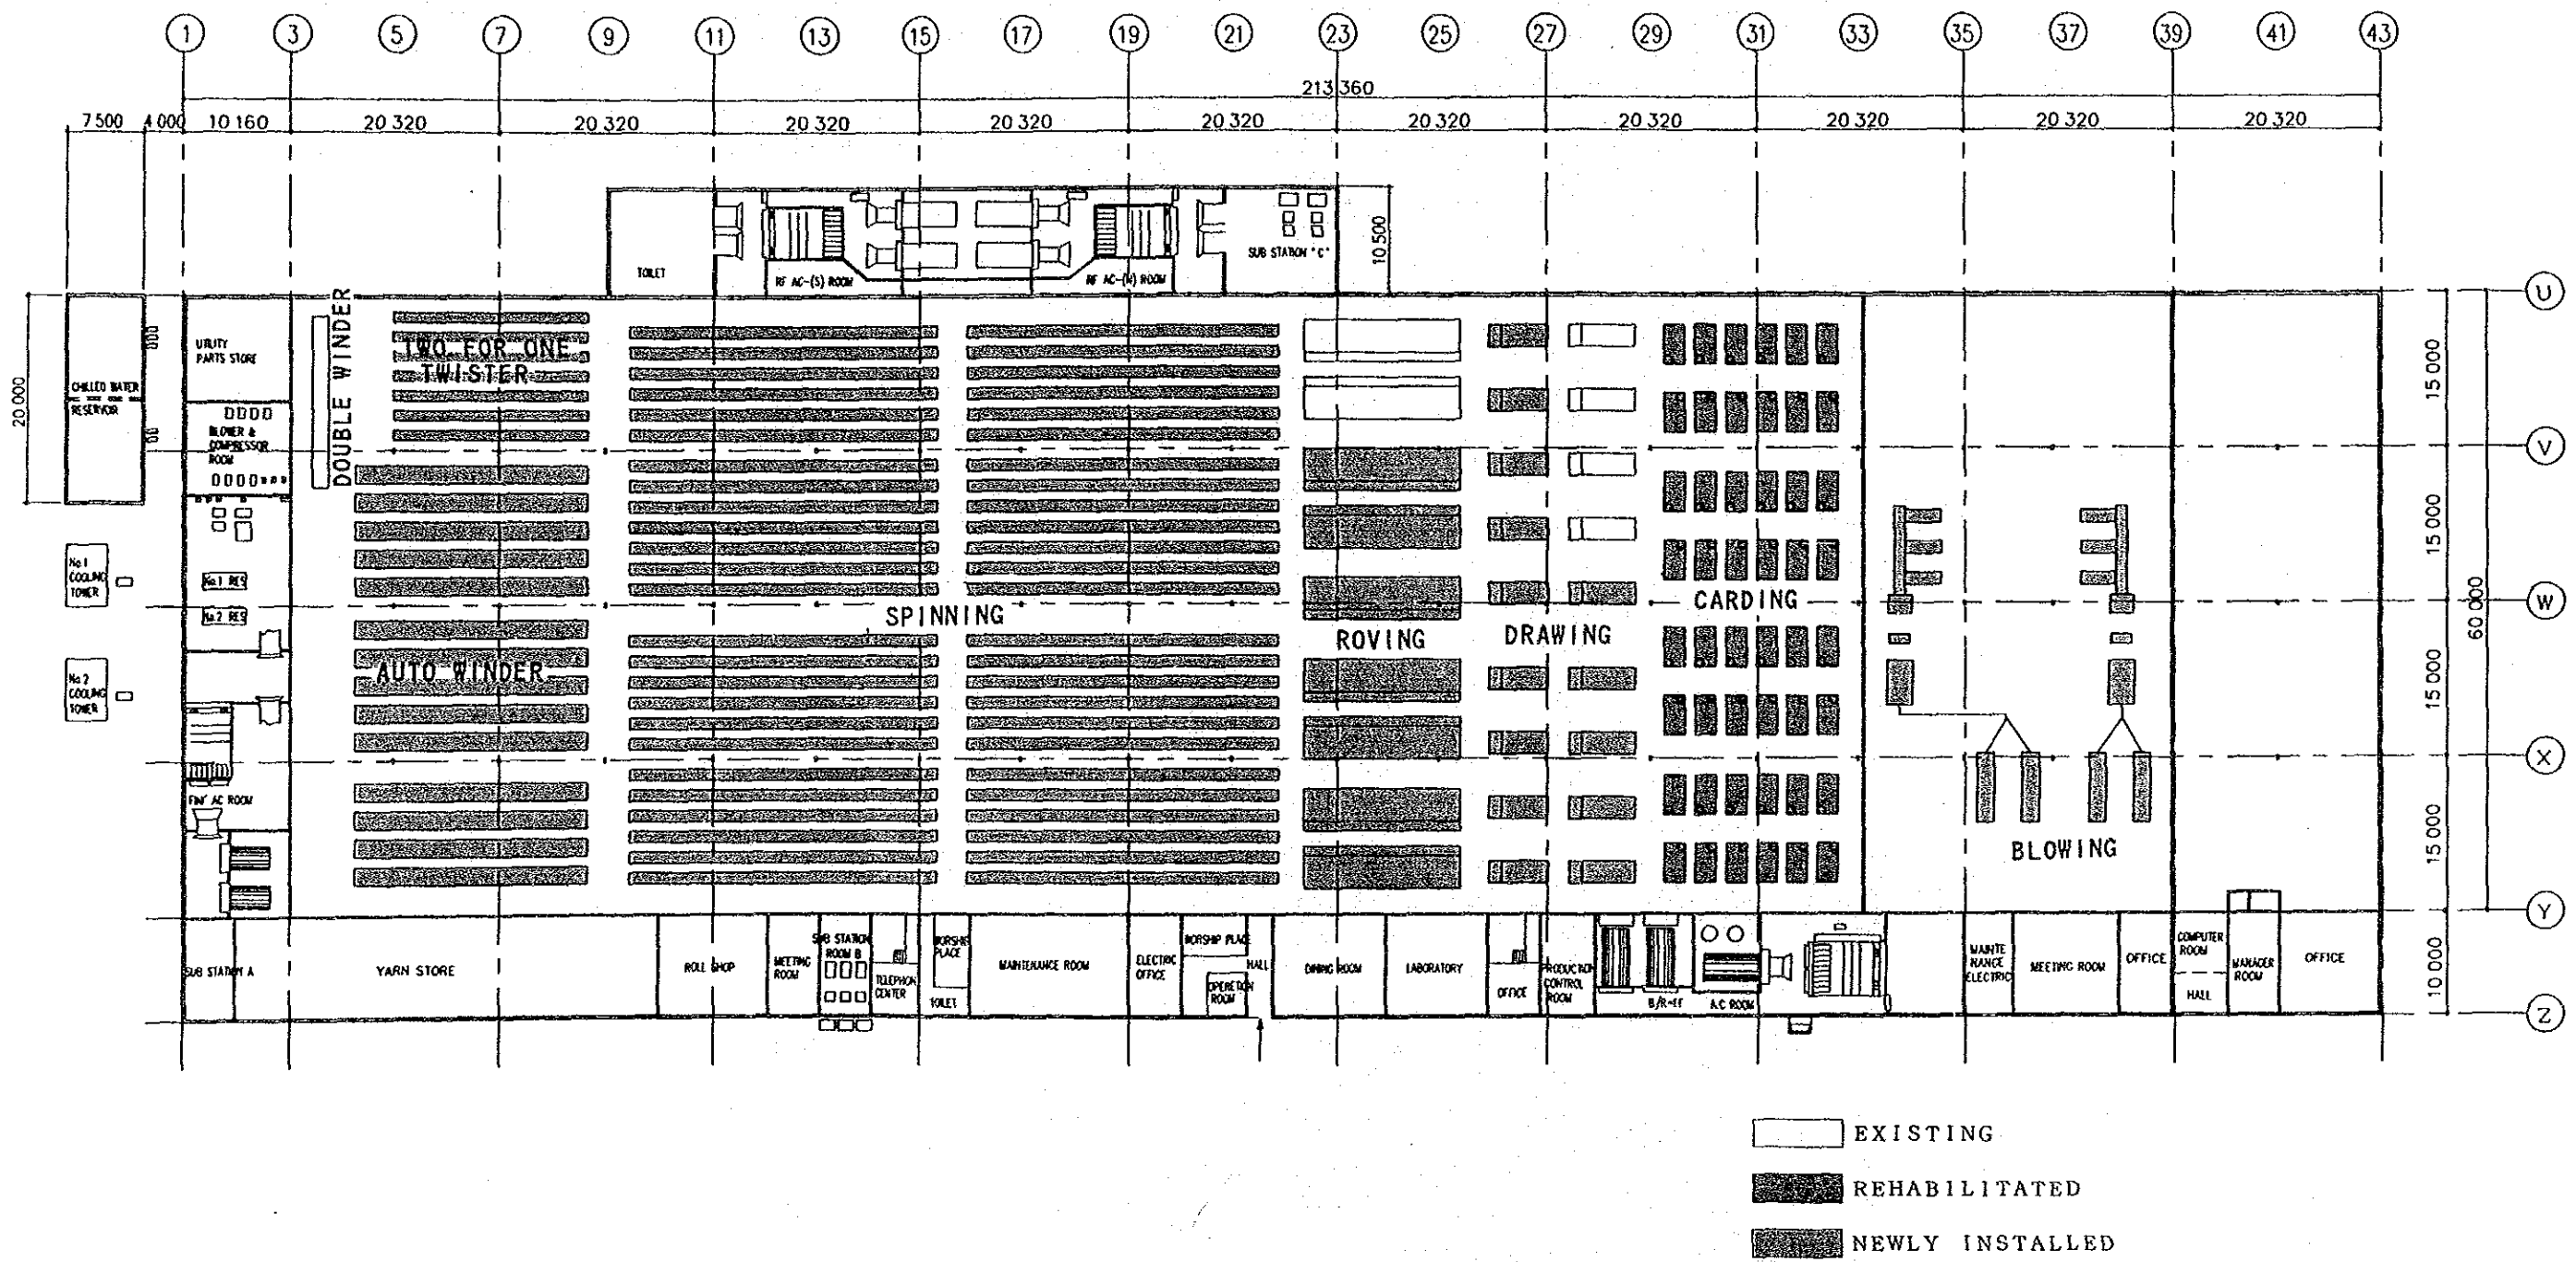 1 3 5 7 9 11 13 15 17 19 21 23 25 27 29 31 33 35 37 39 41 43
213 360
7 500 4 000 10 160 20 320 20 320 20 320 20 320 20 320 20 320 20 320 20 320 20 320 20 320
TOILET
RF AC-(S) ROOM
RF AC-(N) ROOM
SUB STATION "C"
10 500
U
V
W
X
Y
Z
15 000
15 000
15 000
15 000
60 000
10 000
20 000
CHILLED WATER
RESERVOIR
UTILITY
PARTS STORE
BLOWER &
COMPRESSOR
ROOM
No.1
COOLING
TOWER
No.2
COOLING
TOWER
No.1 RES
No.2 RES
FIN' AC ROOM
DOUBLE WINDER
TWO FOR ONE
TWISTER
AUTO WINDER
SPINNING
ROVING
DRAWING
CARDING
BLOWING
SUB STATION A
YARN STORE
ROLL SHOP
MEETING
ROOM
SUB STATION
ROOM B
TELEPHON
CENTER
WORSHIP
PLACE
TOILET
MAINTENANCE ROOM
ELECTRIC
OFFICE
WORSHIP PLACE
OPERETION
ROOM
HALL
DINING ROOM
LABORATORY
OFFICE
PRODUCTION
CONTROL
ROOM
A.C ROOM
MAINTE
NANCE
ELECTRIC
MEETING ROOM
OFFICE
COMPUTER
ROOM
HALL
MANAGER
ROOM
OFFICE
EXISTING
REHABILITATED
NEWLY INSTALLED